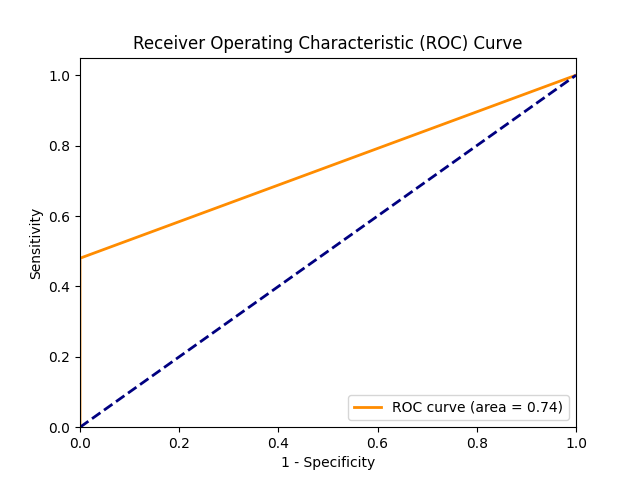 Receiver Operating Characteristic (ROC) Curve
1.0
0.8
0.6
0.4
0.2
0.0
Sensitivity
ROC curve (area = 0.74)
0.0 0.2 0.4 0.6 0.8 1.0
1 - Specificity